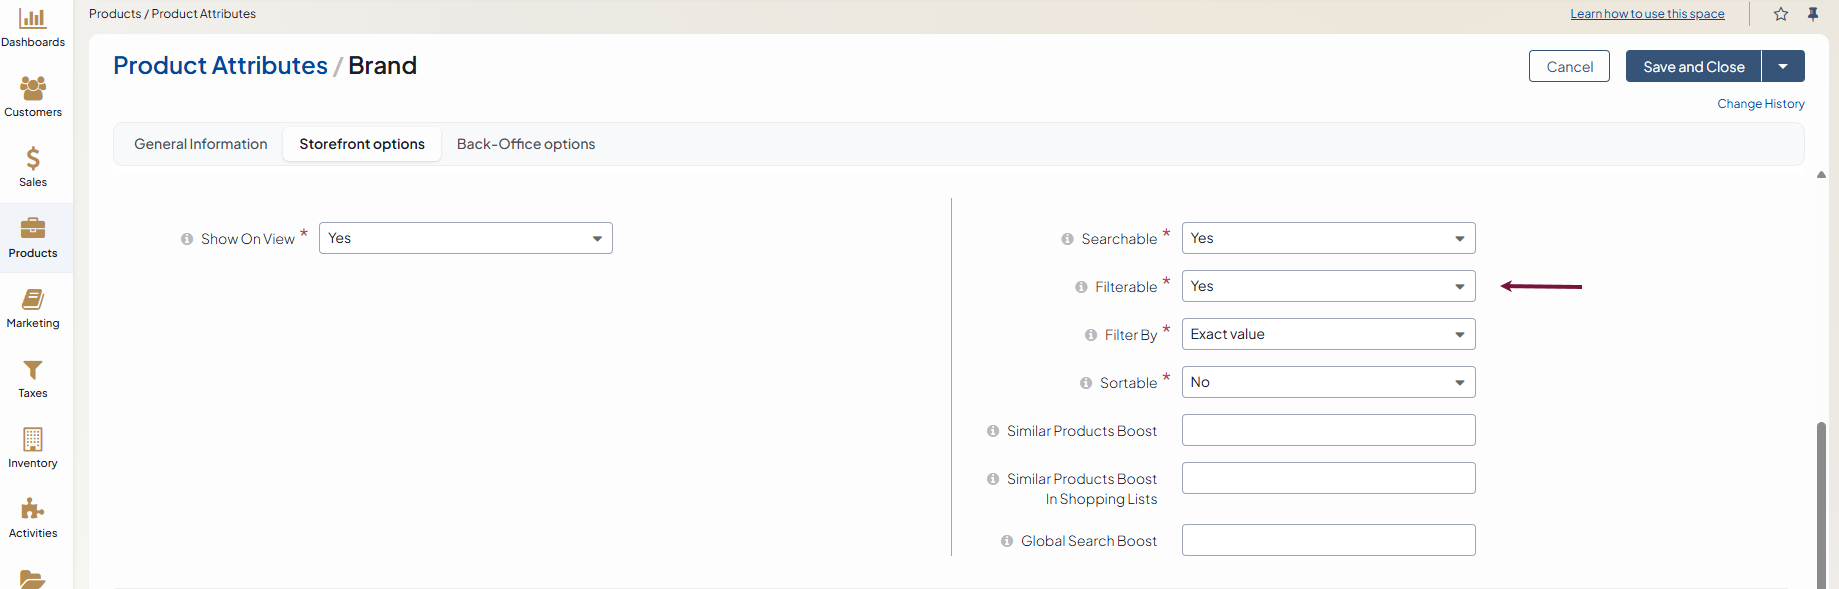 Products / Product Attributes
Learn how to use this space
Dashboards
Customers
Sales
Products
Marketing
Taxes
Inventory
Activities
Product Attributes / Brand
Cancel
Save and Close
Change History
General Information
Storefront options
Back-Office options
Show On View *
Yes
Searchable *
Yes
Filterable *
Yes
Filter By *
Exact value
Sortable *
No
Similar Products Boost
Similar Products Boost
In Shopping Lists
Global Search Boost